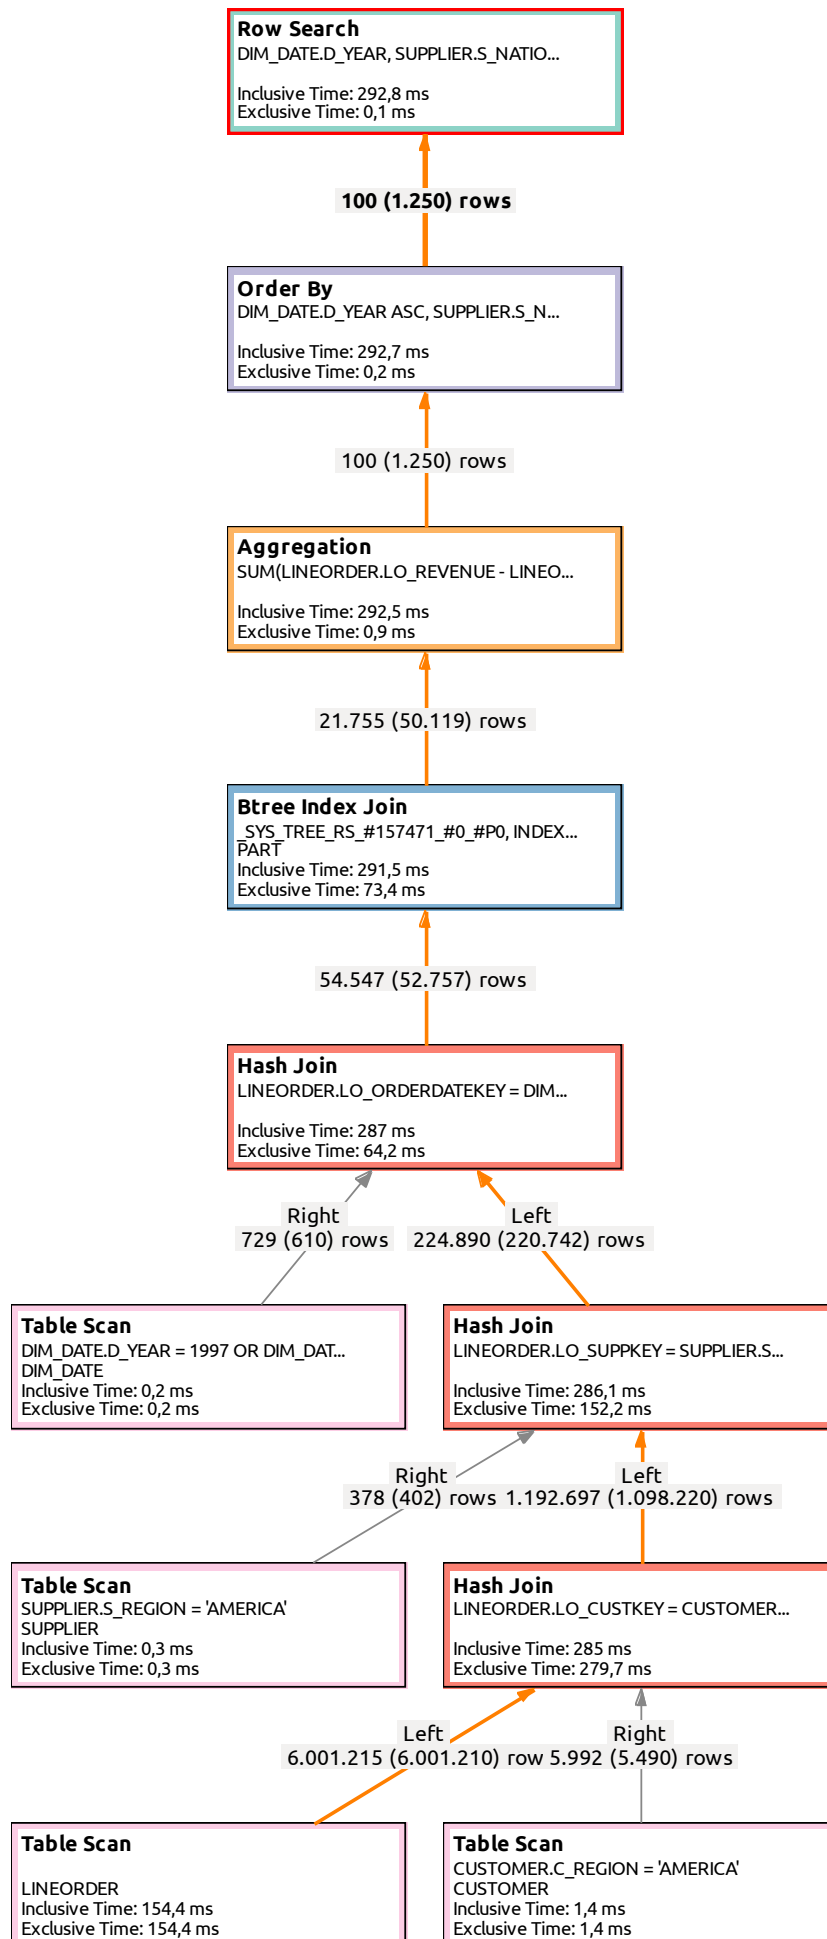 Row Search
DIM_DATE.D_YEAR, SUPPLIER.S_NATIO...
Inclusive Time: 292,8 ms
Exclusive Time: 0,1 ms
100 (1.250) rows
Order By
DIM_DATE.D_YEAR ASC, SUPPLIER.S_N...
Inclusive Time: 292,7 ms
Exclusive Time: 0,2 ms
100 (1.250) rows
Aggregation
SUM(LINEORDER.LO_REVENUE - LINEO...
Inclusive Time: 292,5 ms
Exclusive Time: 0,9 ms
21.755 (50.119) rows
Btree Index Join
_SYS_TREE_RS_#157471_#0_#P0, INDEX...
PART
Inclusive Time: 291,5 ms
Exclusive Time: 73,4 ms
54.547 (52.757) rows
Hash Join
LINEORDER.LO_ORDERDATEKEY = DIM...
Inclusive Time: 287 ms
Exclusive Time: 64,2 ms
Right
729 (610) rows
Left
224.890 (220.742) rows
Table Scan
DIM_DATE.D_YEAR = 1997 OR DIM_DAT...
DIM_DATE
Inclusive Time: 0,2 ms
Exclusive Time: 0,2 ms
Hash Join
LINEORDER.LO_SUPPKEY = SUPPLIER.S...
Inclusive Time: 286,1 ms
Exclusive Time: 152,2 ms
Right
378 (402) rows
Left
1.192.697 (1.098.220) rows
Table Scan
SUPPLIER.S_REGION = 'AMERICA'
SUPPLIER
Inclusive Time: 0,3 ms
Exclusive Time: 0,3 ms
Hash Join
LINEORDER.LO_CUSTKEY = CUSTOMER...
Inclusive Time: 285 ms
Exclusive Time: 279,7 ms
Left
6.001.215 (6.001.210) row
Right
5.992 (5.490) rows
Table Scan
LINEORDER
Inclusive Time: 154,4 ms
Exclusive Time: 154,4 ms
Table Scan
CUSTOMER.C_REGION = 'AMERICA'
CUSTOMER
Inclusive Time: 1,4 ms
Exclusive Time: 1,4 ms